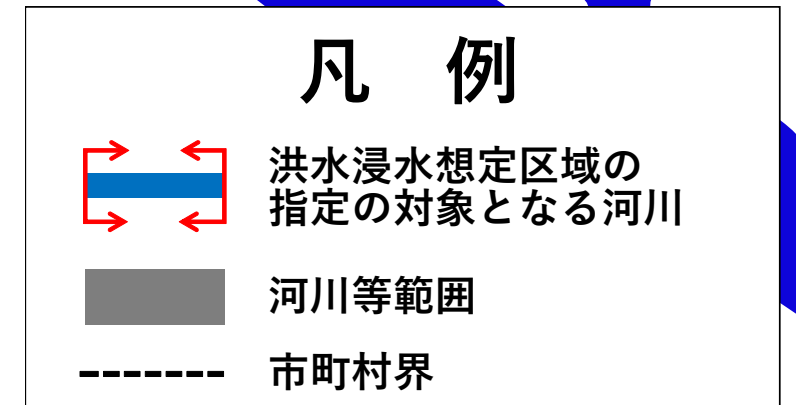 凡　例
洪水浸水想定区域の
指定の対象となる河川
河川等範囲
市町村界